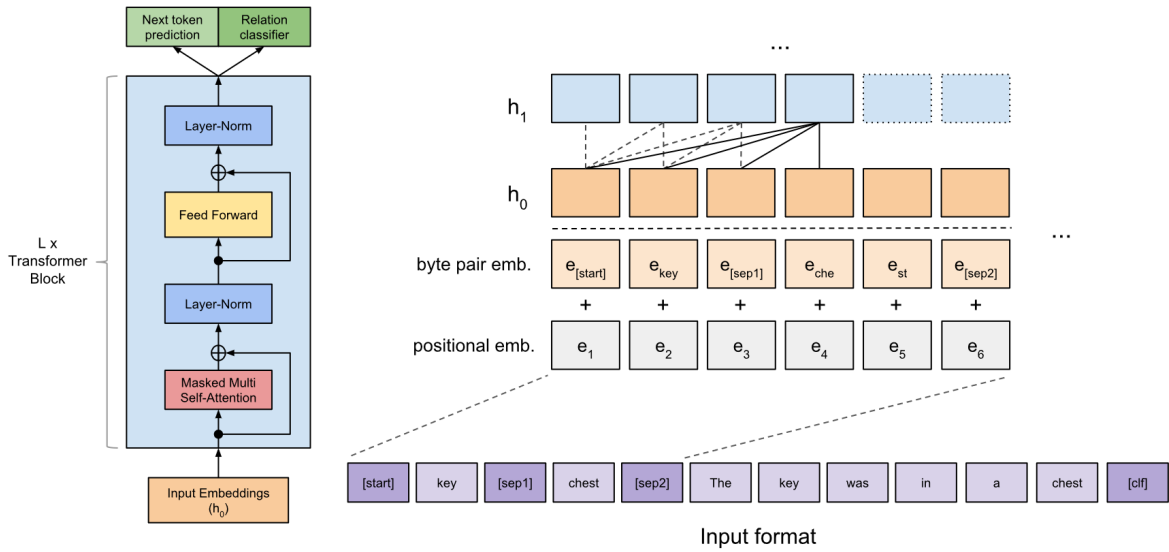 Next token
prediction
Relation
classifier
Layer-Norm
Feed Forward
L x
Transformer
Block
Layer-Norm
Masked Multi
Self-Attention
Input Embeddings
(h0)
...
h1
h0
...
byte pair emb.
e[start] ekey e[sep1] eche est e[sep2]
+ + + + + +
positional emb.
e1 e2 e3 e4 e5 e6
[start] key [sep1] chest [sep2] The key was in a chest [clf]
Input format